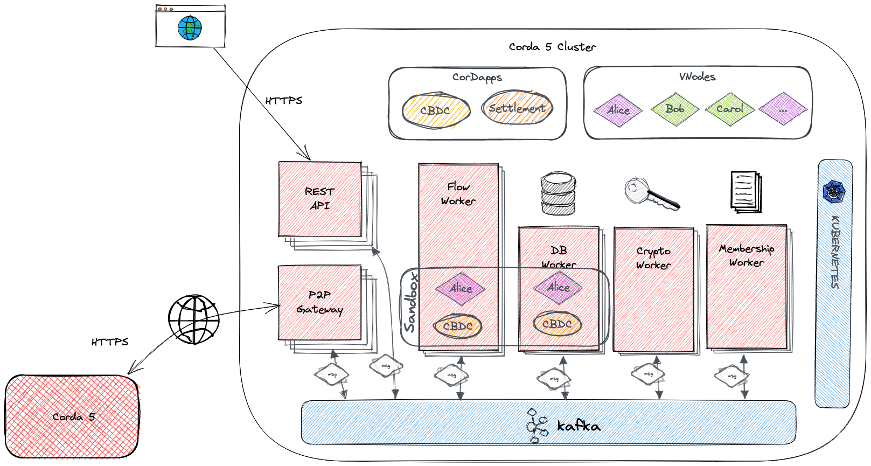 Corda 5 Cluster
CorDapps
VNodes
CBDC
Settlement
Alice
Bob
Carol
...
HTTPS
REST
API
Flow
Worker
DB
Worker
Crypto
Worker
Membership
Worker
KUBERNETES
P2P
Gateway
Sandbox
Alice
Alice
CBDC
CBDC
HTTPS
msg
msg
msg
msg
msg
msg
Corda 5
kafka